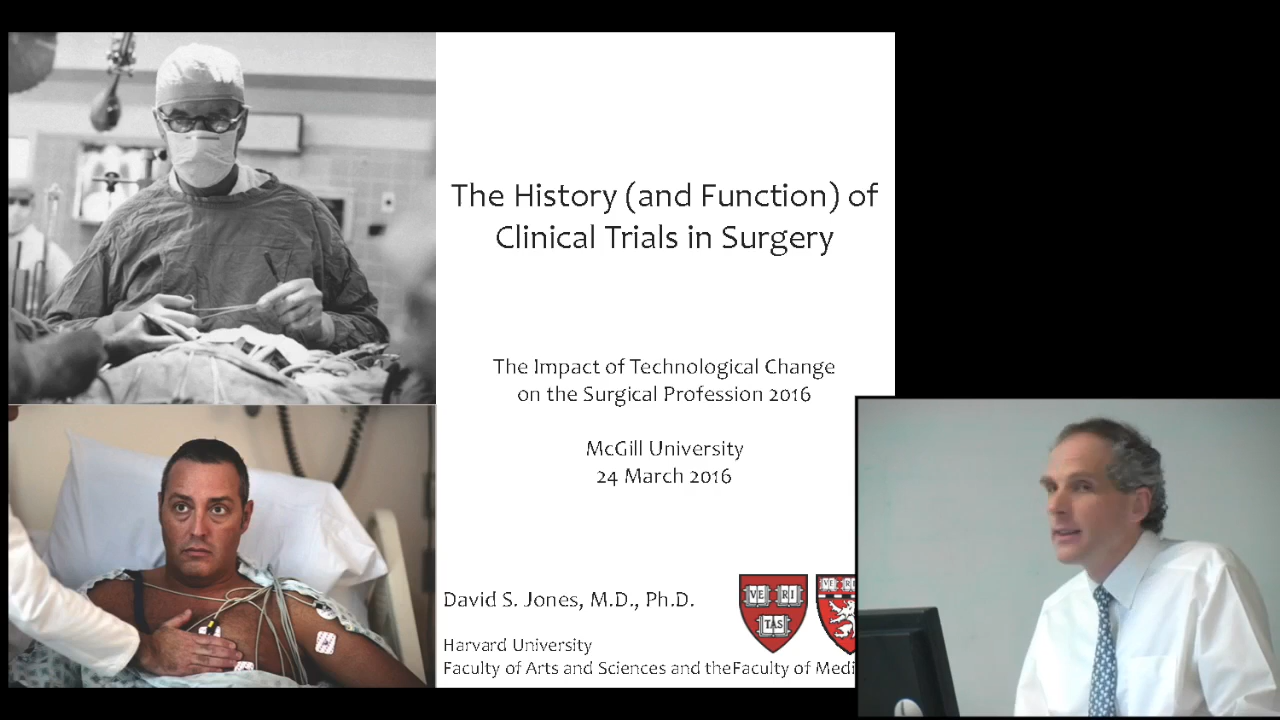 The History (and Function) of
Clinical Trials in Surgery
The Impact of Technological Change
on the Surgical Profession 2016
McGill University
24 March 2016
David S. Jones, M.D., Ph.D.
VE RI
TAS
VE RI
Harvard University
Faculty of Arts and Sciences and theFaculty of Medi